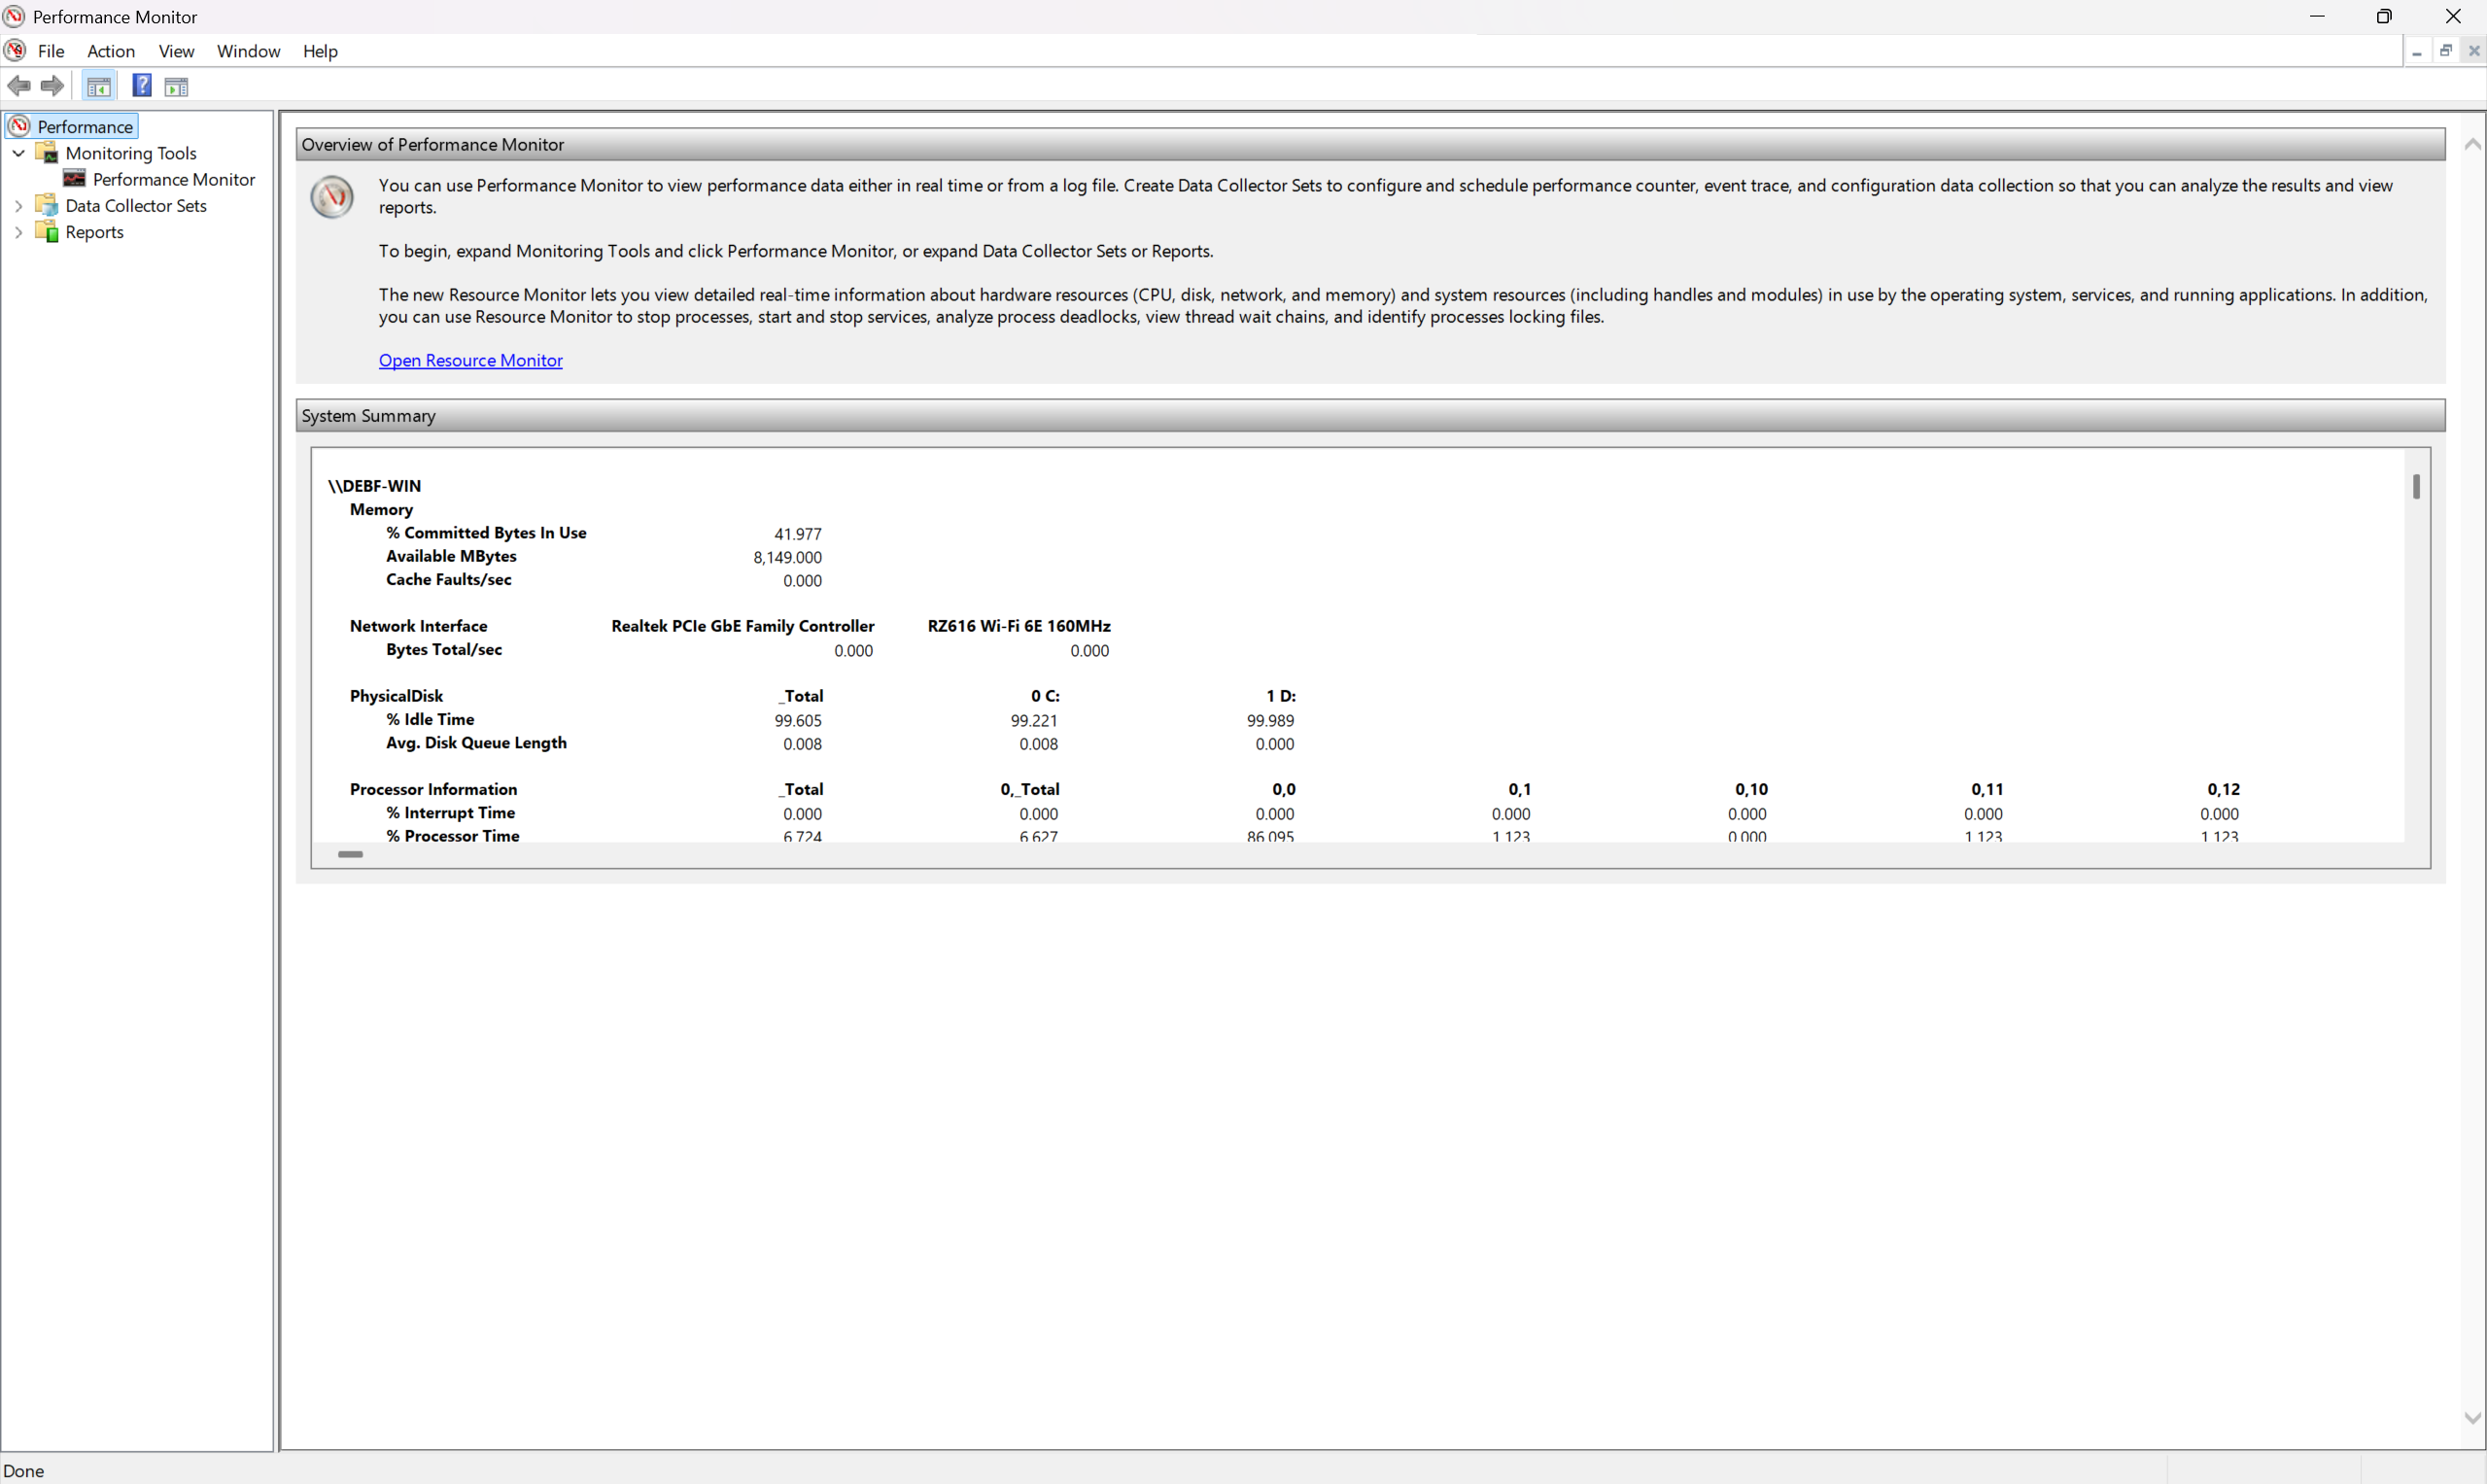 Performance Monitor
File Action View Window Help
Performance
Monitoring Tools
Performance Monitor
Data Collector Sets
Reports
Overview of Performance Monitor
You can use Performance Monitor to view performance data either in real time or from a log file. Create Data Collector Sets to configure and schedule performance counter, event trace, and configuration data collection so that you can analyze the results and view
reports.
To begin, expand Monitoring Tools and click Performance Monitor, or expand Data Collector Sets or Reports.
The new Resource Monitor lets you view detailed real-time information about hardware resources (CPU, disk, network, and memory) and system resources (including handles and modules) in use by the operating system, services, and running applications. In addition,
you can use Resource Monitor to stop processes, start and stop services, analyze process deadlocks, view thread wait chains, and identify processes locking files.
Open Resource Monitor
System Summary
\\DEBF-WIN
Memory
% Committed Bytes In Use 41.977
Available MBytes 8,149.000
Cache Faults/sec 0.000
Network Interface Realtek PCIe GbE Family Controller RZ616 Wi-Fi 6E 160MHz
Bytes Total/sec 0.000 0.000
PhysicalDisk _Total 0 C: 1 D:
% Idle Time 99.605 99.221 99.989
Avg. Disk Queue Length 0.008 0.008 0.000
Processor Information _Total 0,_Total 0,0 0,1 0,10 0,11 0,12
% Interrupt Time 0.000 0.000 0.000 0.000 0.000 0.000 0.000
% Processor Time 6.724 6.627 86.095 1.123 0.000 1.123 1.123
Done